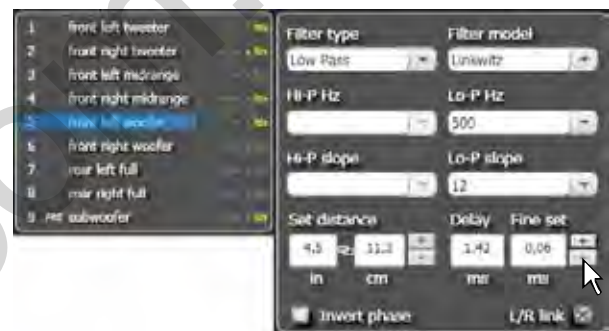 1 front left tweeter
2 front right tweeter
3 front left midrange
4 front right midrange
5 front left woofer
6 front right woofer
7 rear left full
8 rear right full
9 subwoofer
Filter type Filter model
Low Pass Linkwitz
Hi-P Hz Lo-P Hz
500
Hi-P slope Lo-P slope
12
Set distance Delay Fine set
4,5 11,3 1,42 0,06
in cm ms ms
Invert phase L/R link